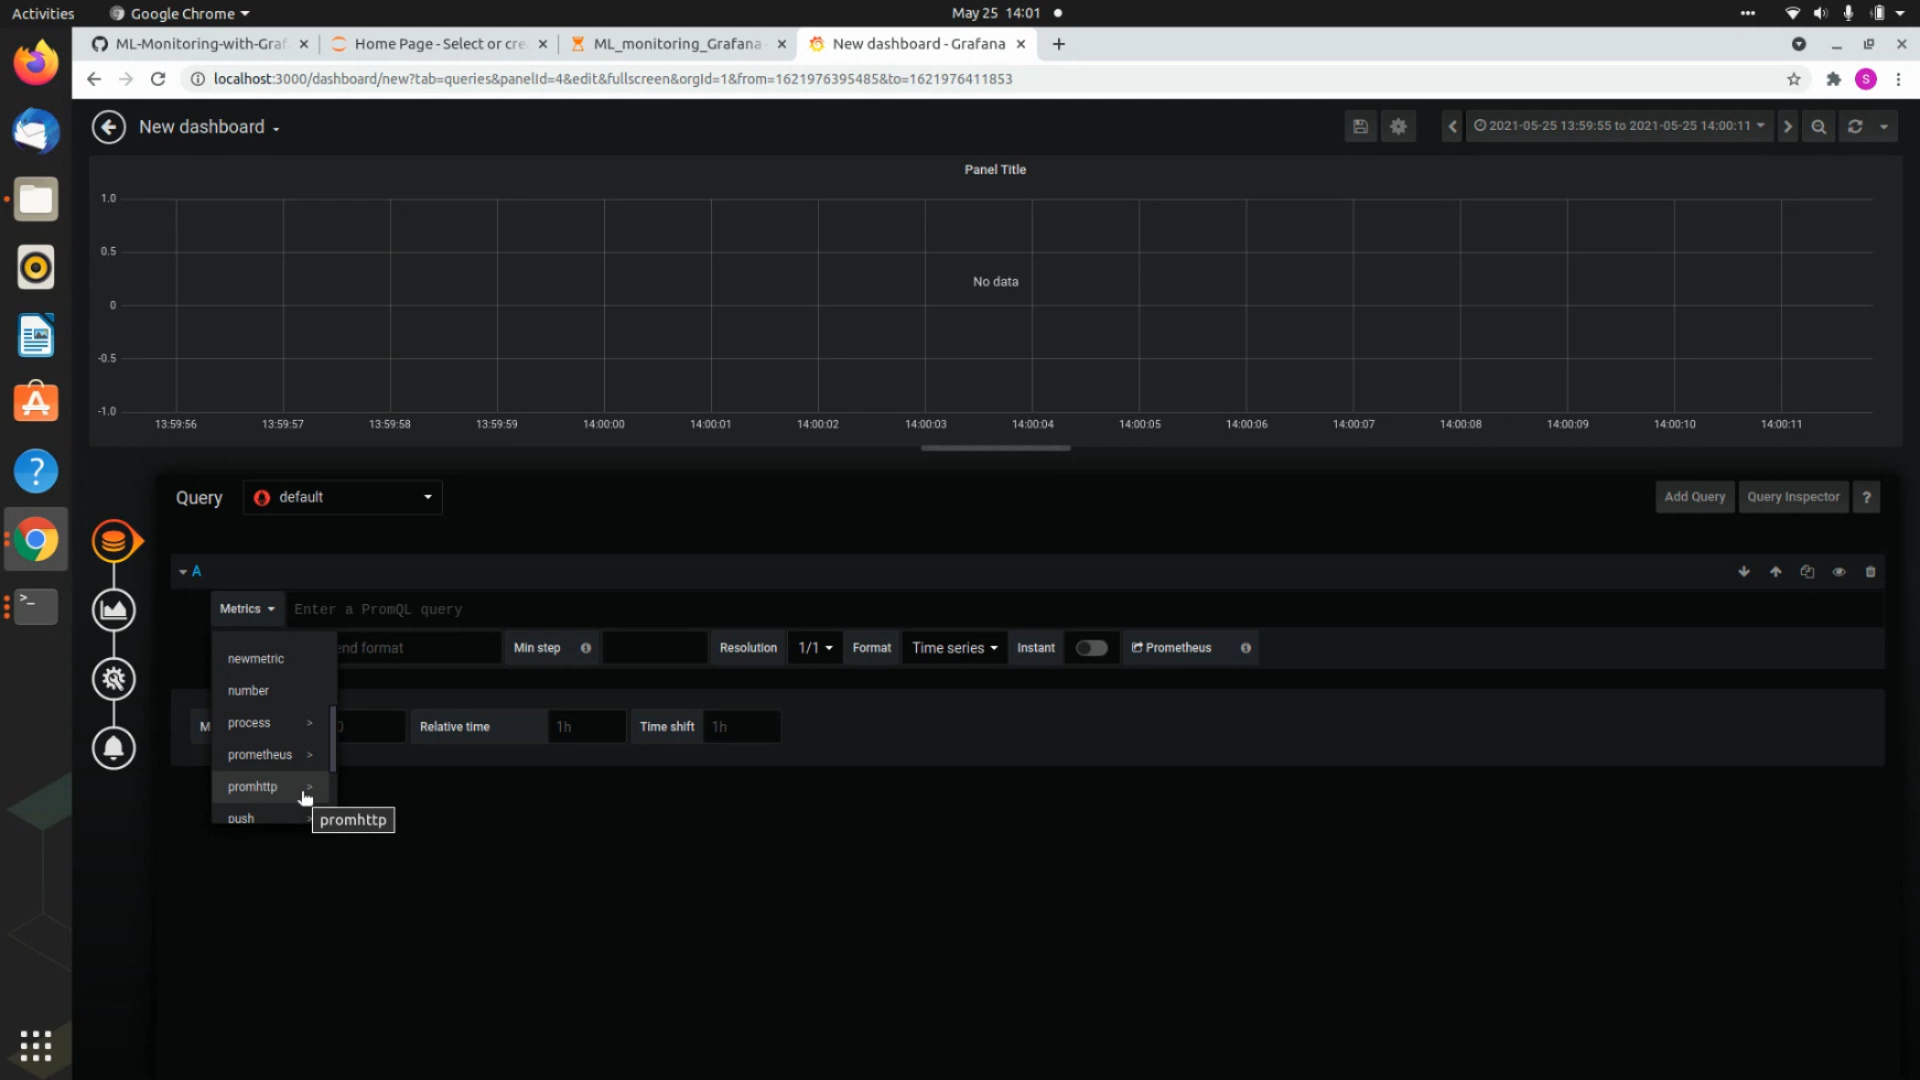 Activities
Google Chrome
May 25 14:01
ML-Monitoring-with-Graf
Home Page - Select or cre
ML_monitoring_Grafana
New dashboard - Grafana
localhost:3000/dashboard/new?tab=queries&panelId=4&edit&fullscreen&orgId=1&from=1621976395485&to=1621976411853
S
New dashboard
2021-05-25 13:59:55 to 2021-05-25 14:00:11
Panel Title
1.0
0.5
No data
0
-0.5
-1.0
13:59:56 13:59:57 13:59:58 13:59:59 14:00:00 14:00:01 14:00:02 14:00:03 14:00:04 14:00:05 14:00:06 14:00:07 14:00:08 14:00:09 14:00:10 14:00:11
Query default Add Query Query Inspector ?
A
Metrics Enter a PromQL query
end format Min step Resolution 1/1 Format Time series Instant Prometheus
newmetric
number
process >
M 0 Relative time 1h Time shift 1h
prometheus >
promhttp >
push >
promhttp